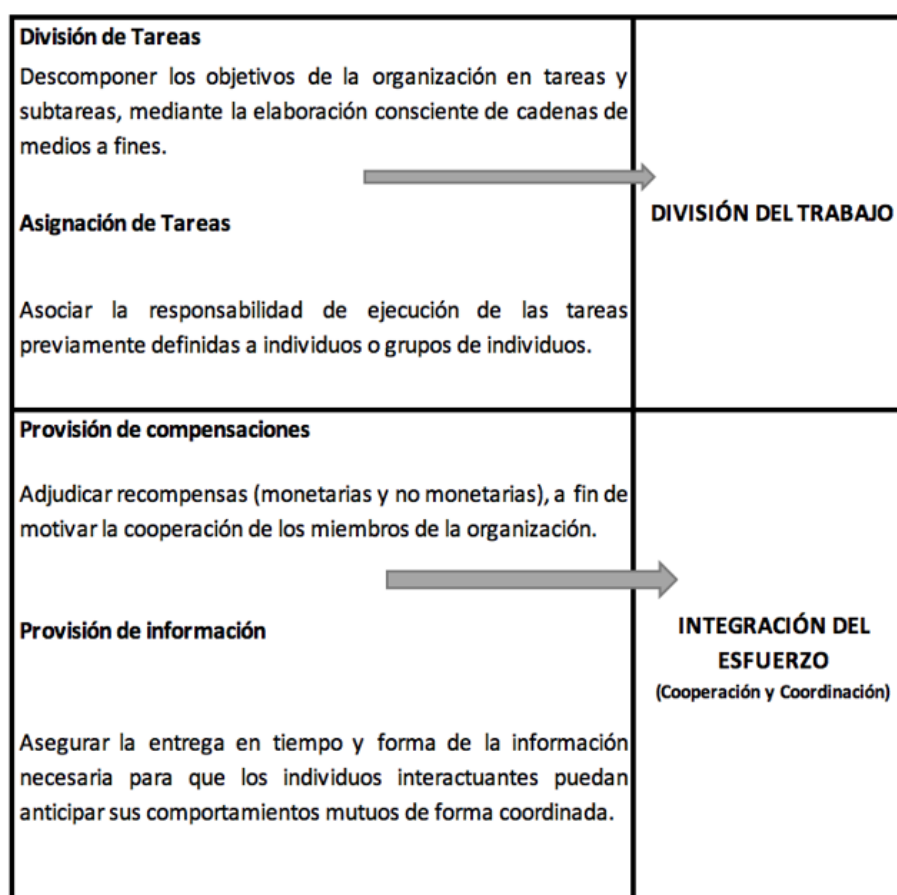 División de Tareas
Descomponer los objetivos de la organización en tareas y
subtareas, mediante la elaboración consciente de cadenas de
medios a fines.
Asignación de Tareas
Asociar la responsabilidad de ejecución de las tareas
previamente definidas a individuos o grupos de individuos.
DIVISIÓN DEL TRABAJO
Provisión de compensaciones
Adjudicar recompensas (monetarias y no monetarias), a fin de
motivar la cooperación de los miembros de la organización.
Provisión de información
Asegurar la entrega en tiempo y forma de la información
necesaria para que los individuos interactuantes puedan
anticipar sus comportamientos mutuos de forma coordinada.
INTEGRACIÓN DEL
ESFUERZO
(Cooperación y Coordinación)